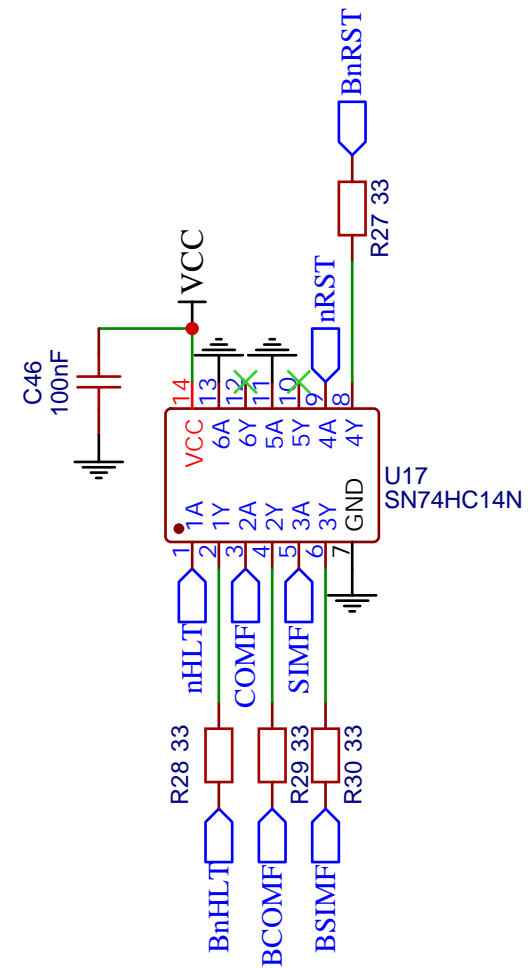 BnRST
R27 33
VCC
nRST
C46
100nF
14
13
12
11
10
9
8
VCC
6A
6Y
5A
5Y
4A
4Y
U17
SN74HC14N
1A
1Y
2A
2Y
3A
3Y
GND
1
2
3
4
5
6
7
nHLT
COMF
SIMF
R28 33
R29 33
R30 33
BnHLT
BCOMF
BSIMF